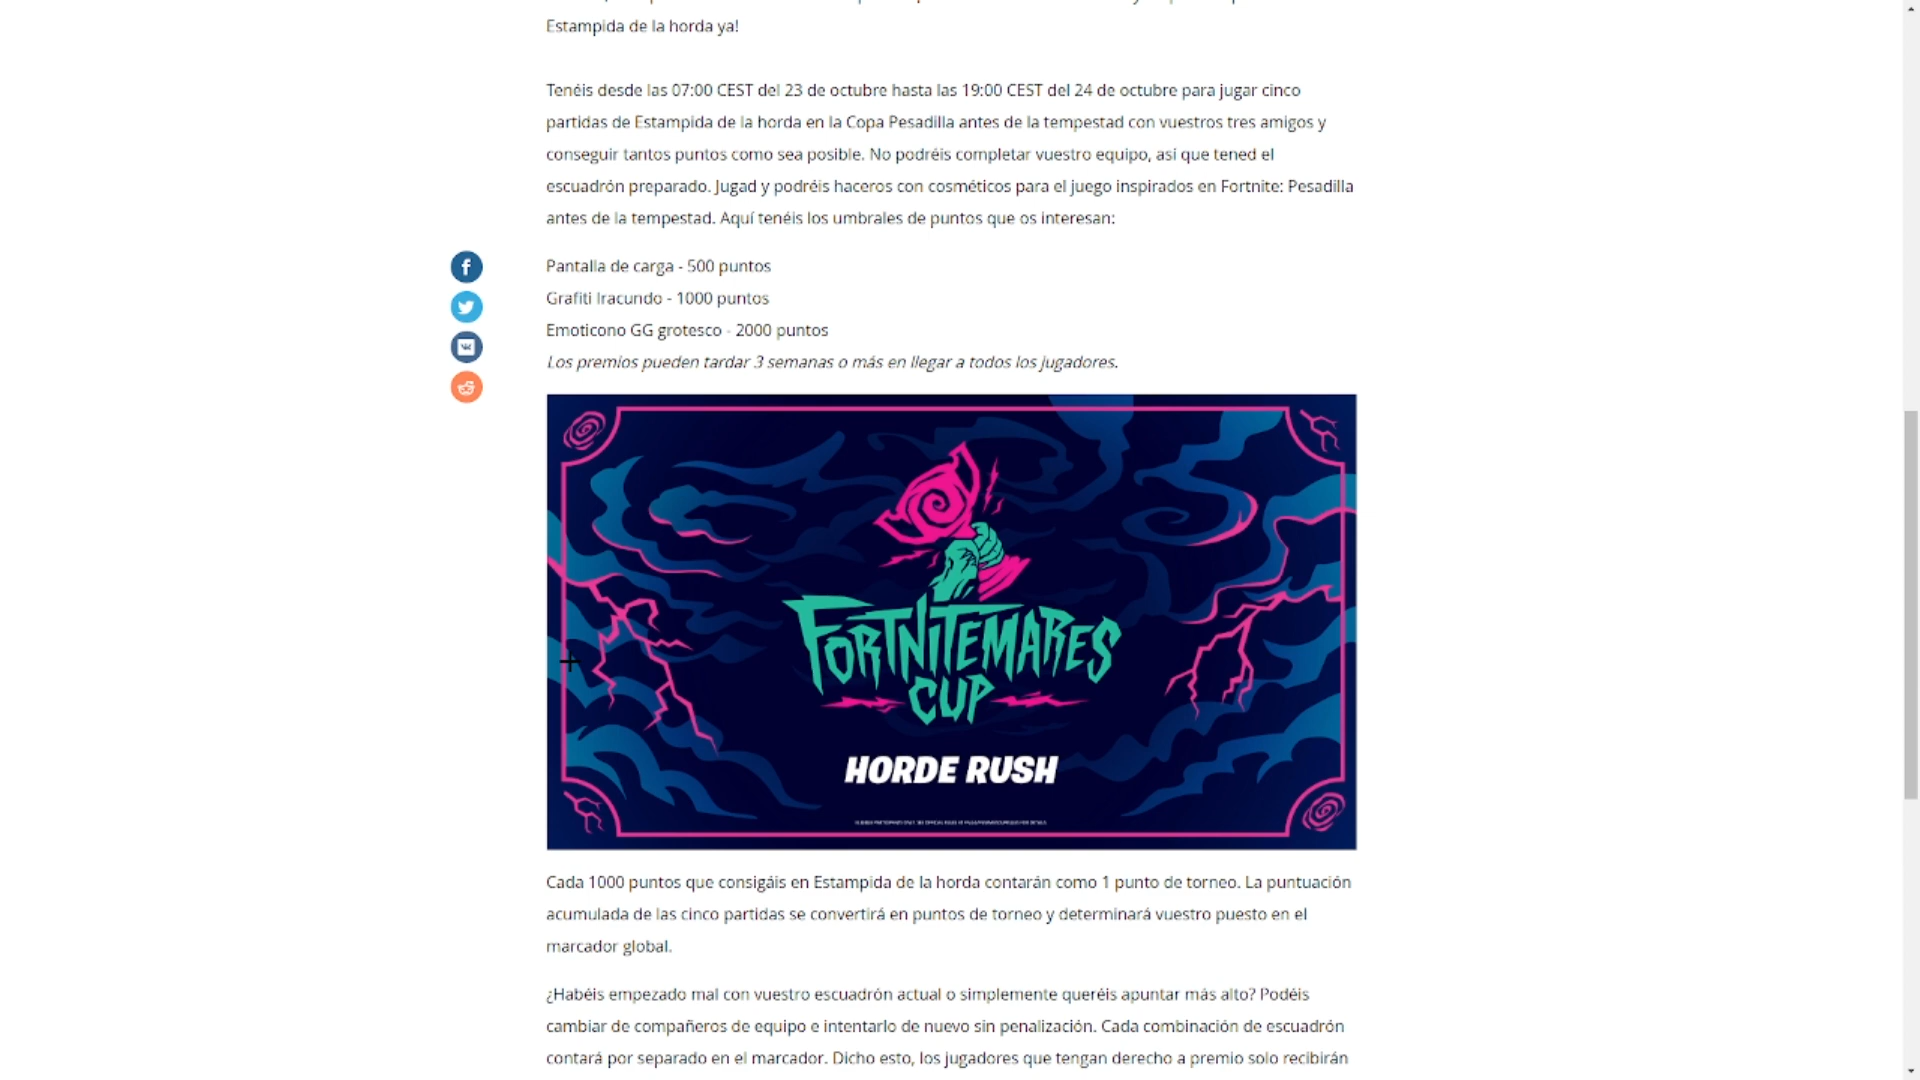 Estampida de la horda ya!
Tenéis desde las 07:00 CEST del 23 de octubre hasta las 19:00 CEST del 24 de octubre para jugar cinco
partidas de Estampida de la horda en la Copa Pesadilla antes de la tempestad con vuestros tres amigos y
conseguir tantos puntos como sea posible. No podréis completar vuestro equipo, así que tened el
escuadrón preparado. Jugad y podréis haceros con cosméticos para el juego inspirados en Fortnite: Pesadilla
antes de la tempestad. Aquí tenéis los umbrales de puntos que os interesan:
Pantalla de carga - 500 puntos
Grafiti Iracundo - 1000 puntos
Emoticono GG grotesco - 2000 puntos
Los premios pueden tardar 3 semanas o más en llegar a todos los jugadores.
FORTNITEMARES
CUP
HORDE RUSH
Cada 1000 puntos que consigáis en Estampida de la horda contarán como 1 punto de torneo. La puntuación
acumulada de las cinco partidas se convertirá en puntos de torneo y determinará vuestro puesto en el
marcador global.
¿Habéis empezado mal con vuestro escuadrón actual o simplemente queréis apuntar más alto? Podéis
cambiar de compañeros de equipo e intentarlo de nuevo sin penalización. Cada combinación de escuadrón
contará por separado en el marcador. Dicho esto, los jugadores que tengan derecho a premio solo recibirán